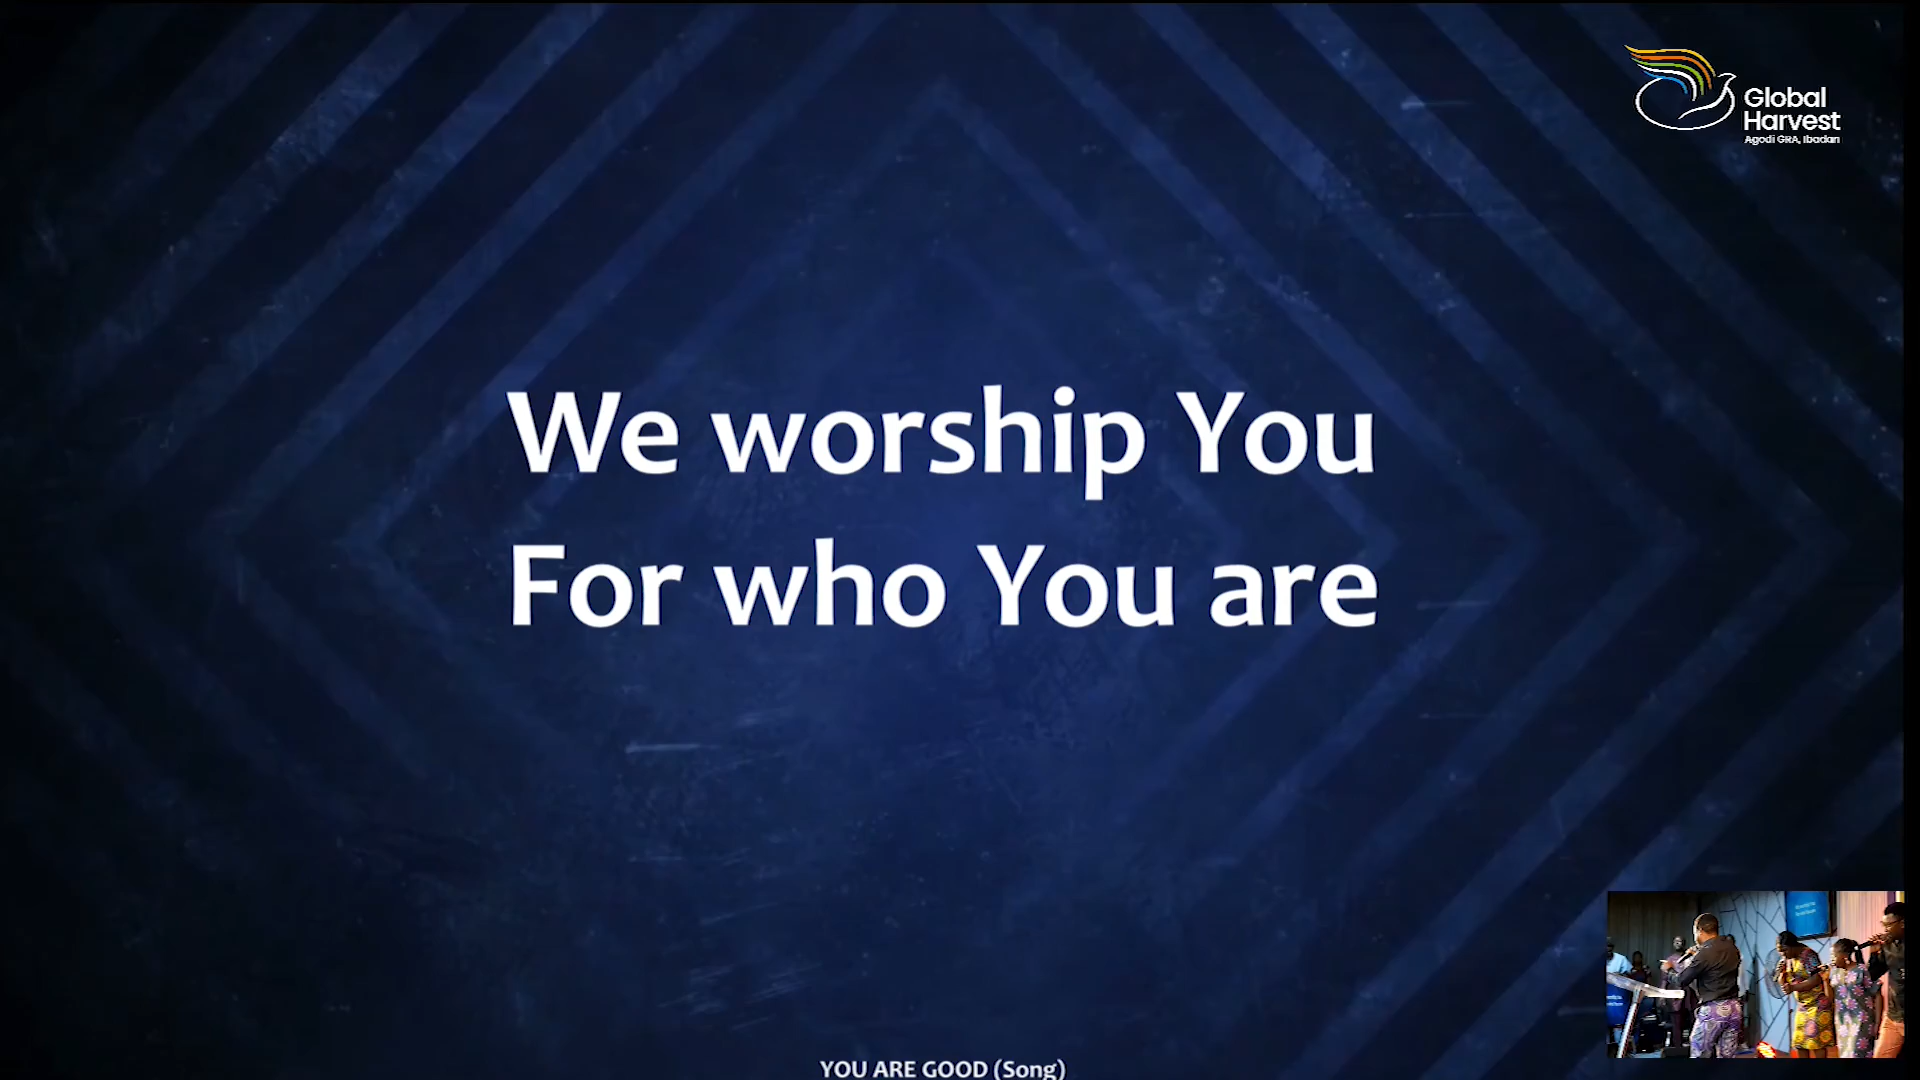 Global
Harvest
Agodi GRA, Ibadan
We worship You
For who You are
YOU ARE GOOD (Song)